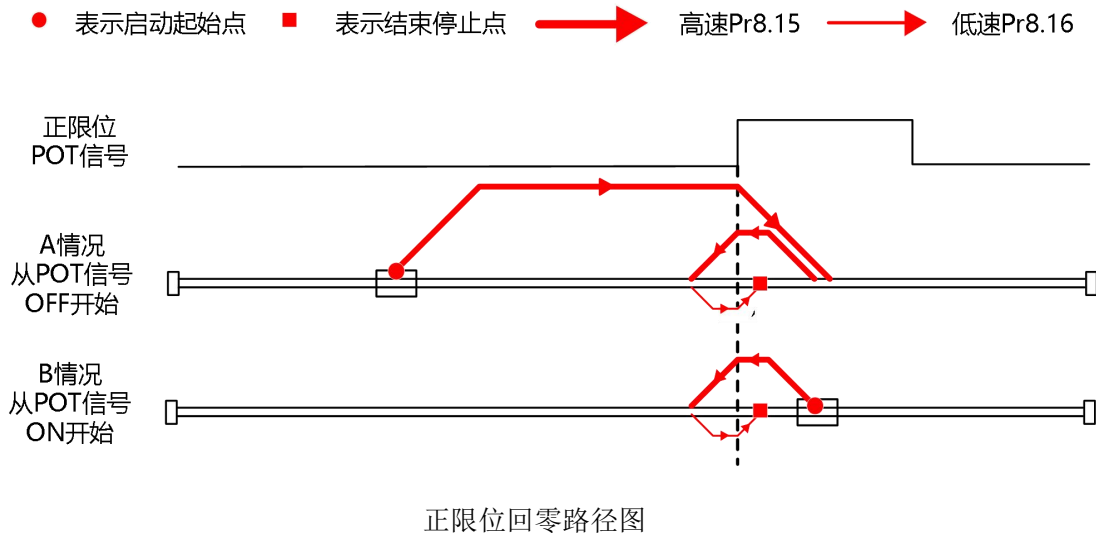 表示启动起始点 表示结束停止点 高速Pr8.15 低速Pr8.16
正限位
POT信号
A情况
从POT信号
OFF开始
B情况
从POT信号
ON开始
正限位回零路径图